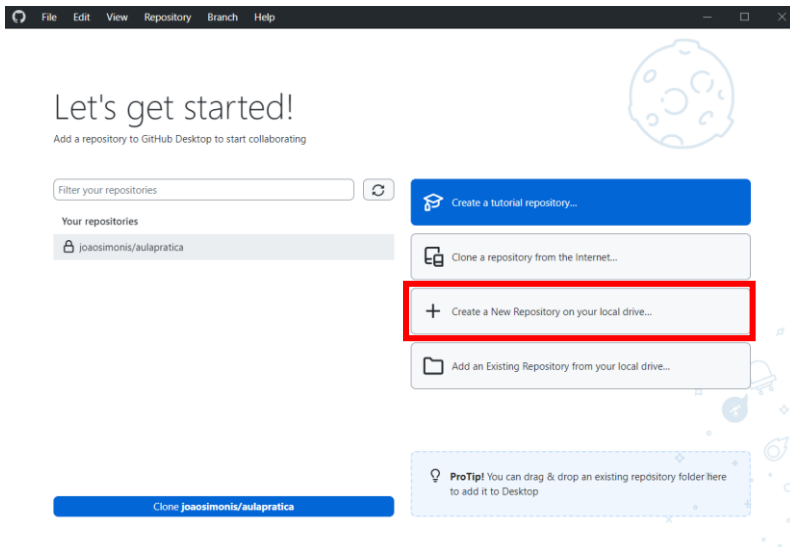 File Edit View Repository Branch Help
Let's get started!
Add a repository to GitHub Desktop to start collaborating
Filter your repositories
Your repositories
joaosimonis/aulapratica
Clone joaosimonis/aulapratica
Create a tutorial repository...
Clone a repository from the Internet...
Create a New Repository on your local drive...
Add an Existing Repository from your local drive...
ProTip! You can drag & drop an existing repository folder here
to add it to Desktop